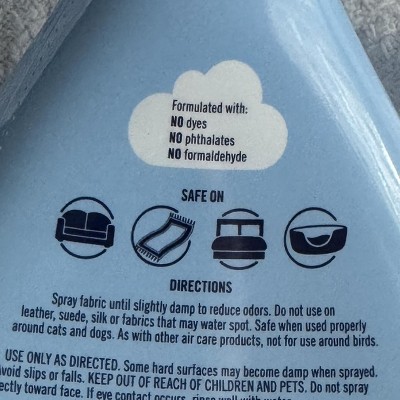 Formulated with:
NO dyes
NO phthalates
NO formaldehyde
SAFE ON
DIRECTIONS
Spray fabric until slightly damp to reduce odors. Do not use on
leather, suede, silk or fabrics that may water spot. Safe when used properly
around cats and dogs. As with other air care products, not for use around birds.
USE ONLY AS DIRECTED. Some hard surfaces may become damp when sprayed.
Avoid slips or falls. KEEP OUT OF REACH OF CHILDREN AND PETS. Do not spray
directly toward face. If eye contact occurs, rinse well with water